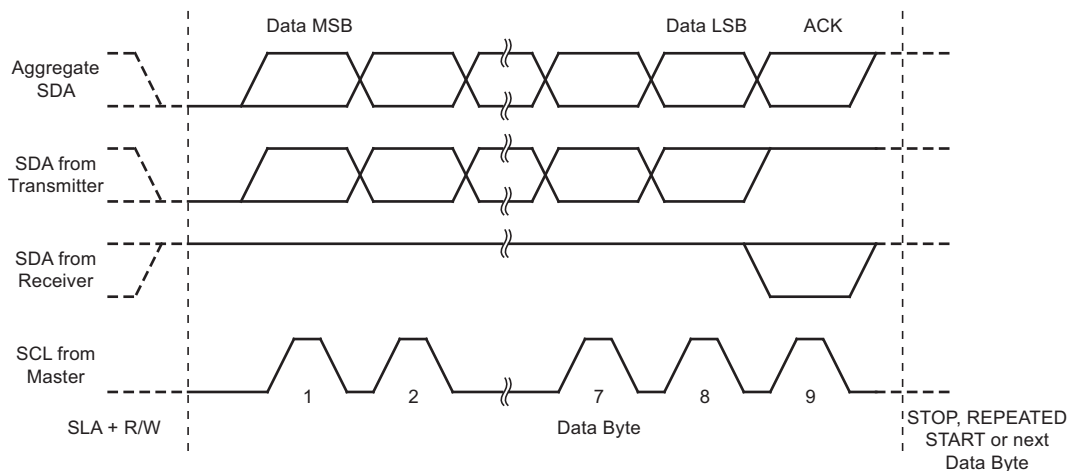 Data MSB
Data LSB
ACK
Aggregate
SDA
SDA from
Transmitter
SDA from
Receiver
SCL from
Master
1
2
7
8
9
SLA + R/W
Data Byte
STOP, REPEATED
START or next
Data Byte